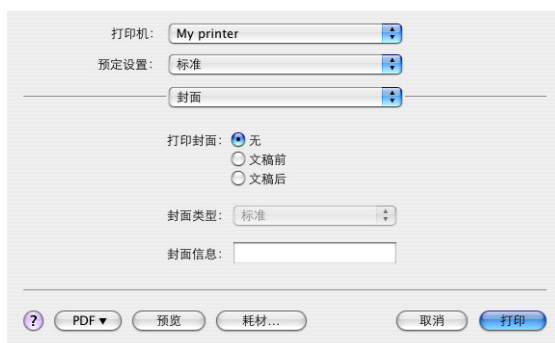 打印机: My printer
预定设置: 标准
封面
打印封面: 无
文稿前
文稿后
封面类型: 标准
封面信息:
? PDF▼ 预览 耗材... 取消 打印